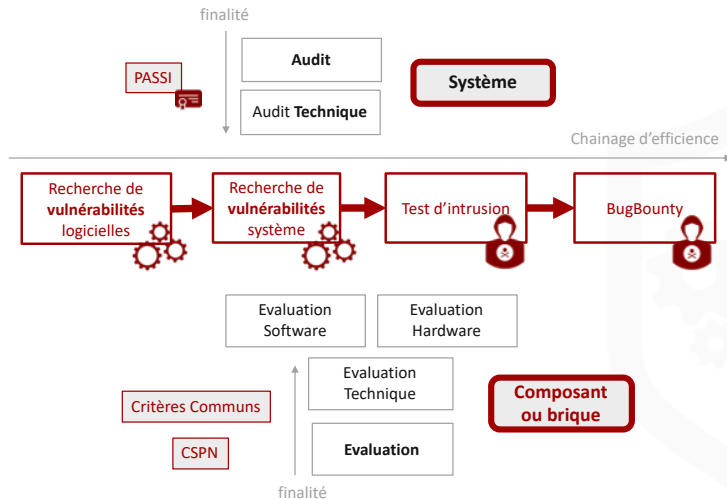 finalité
Audit
PASSI
Système
Audit Technique
Chainage d’efficience
Recherche de
vulnérabilités
logicielles
Recherche de
vulnérabilités
système
Test d’intrusion
BugBounty
Evaluation
Software
Evaluation
Hardware
Evaluation
Technique
Critères Communs
Composant
ou brique
CSPN
Evaluation
finalité